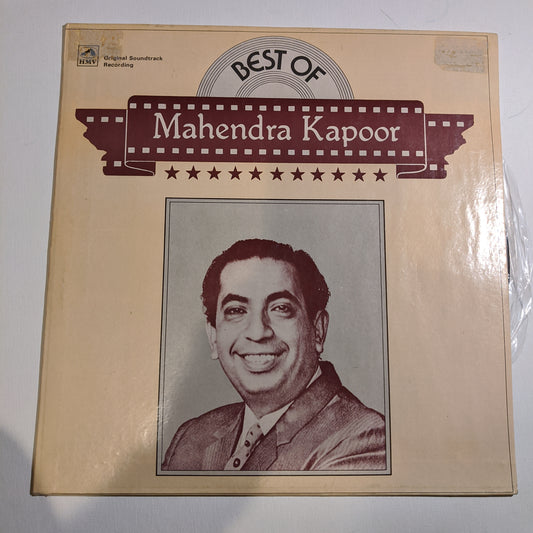 HMV
Original Soundtrack
Recording
BEST OF
Mahendra Kapoor